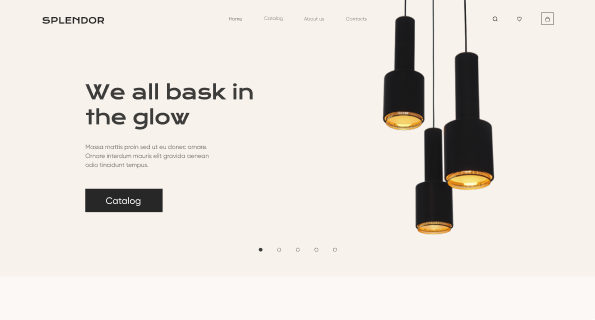 SPLENDOR
Home
Catalog
About us
Contacts
We all bask in
the glow
Massa mattis proin sed ut eu donec ornare.
Ornare interdum mauris elit gravida aenean
odio tincidunt tempus.
Catalog